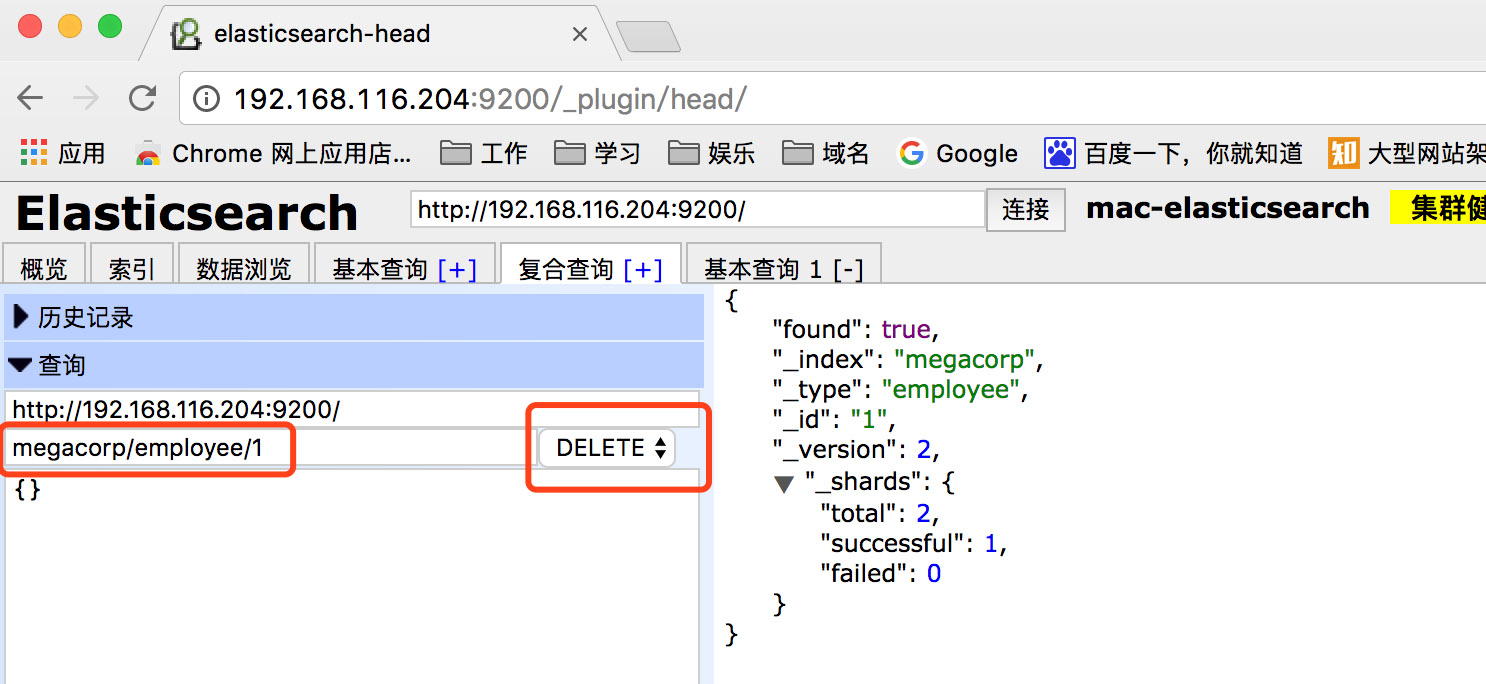 elasticsearch-head
192.168.116.204:9200/_plugin/head/
应用 Chrome 网上应用店... 工作 学习 娱乐 域名 Google 百度一下，你就知道 知 大型网站架
Elasticsearch http://192.168.116.204:9200/ 连接 mac-elasticsearch 集群健
概览 索引 数据浏览 基本查询 [+] 复合查询 [+] 基本查询 1 [-]
历史记录
查询
http://192.168.116.204:9200/
megacorp/employee/1 DELETE
{}
{
"found": true,
"_index": "megacorp",
"_type": "employee",
"_id": "1",
"_version": 2,
"_shards": {
"total": 2,
"successful": 1,
"failed": 0
}
}